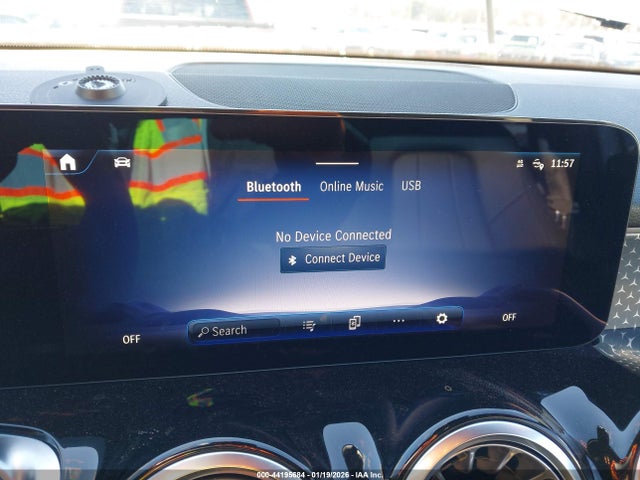 11:57
Bluetooth Online Music USB
No Device Connected
Connect Device
Search
OFF
OFF
000-44195684 - 01/19/2026 - IAA Inc.